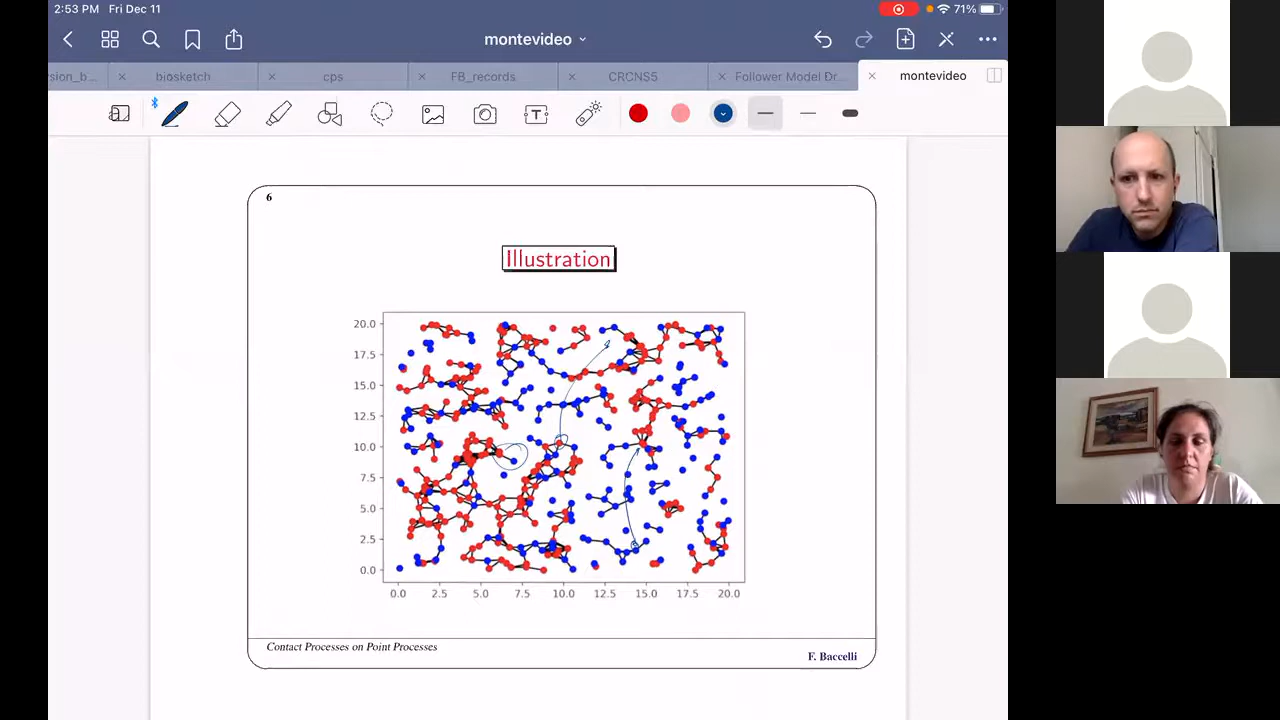 2:53 PM Fri Dec 11
71%
montevideo
sion_b...
biosketch
cps
FB_records
CRCNS5
Follower Model Dr...
montevideo
T
6
Illustration
20.0
17.5
15.0
12.5
10.0
7.5
5.0
2.5
0.0
0.0 2.5 5.0 7.5 10.0 12.5 15.0 17.5 20.0
Contact Processes on Point Processes
F. Baccelli